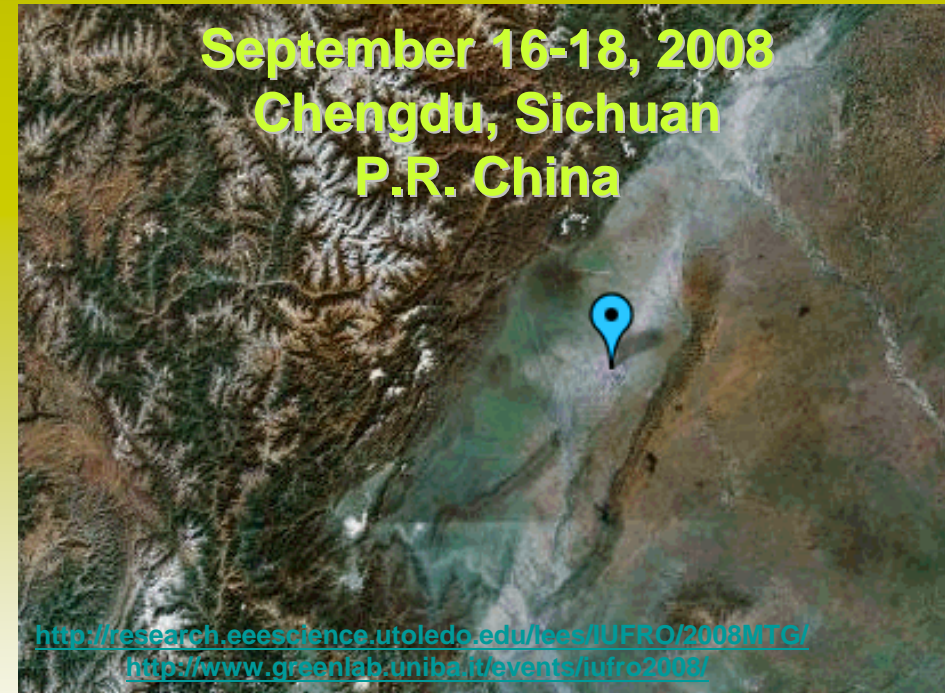 September 16-18, 2008
Chengdu, Sichuan
P.R. China
http://research.eeescience.utoledo.edu/lees/IUFRO/2008MTG/
http://www.greenlab.uniba.it/events/iufro2008/